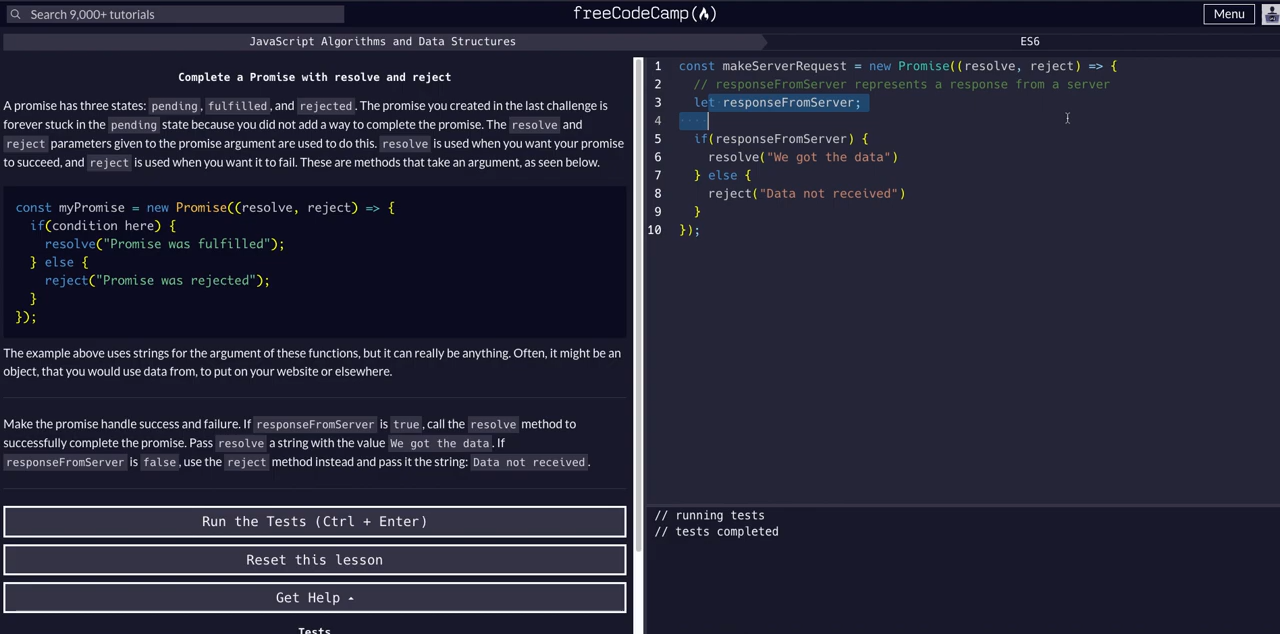 Search 9,000+ tutorials
freeCodeCamp
Menu
JavaScript Algorithms and Data Structures
ES6
Complete a Promise with resolve and reject
A promise has three states: pending, fulfilled, and rejected. The promise you created in the last challenge is
forever stuck in the pending state because you did not add a way to complete the promise. The resolve and
reject parameters given to the promise argument are used to do this. resolve is used when you want your promise
to succeed, and reject is used when you want it to fail. These are methods that take an argument, as seen below.
const myPromise = new Promise((resolve, reject) => {
if(condition here) {
resolve("Promise was fulfilled");
} else {
reject("Promise was rejected");
}
});
The example above uses strings for the argument of these functions, but it can really be anything. Often, it might be an
object, that you would use data from, to put on your website or elsewhere.
Make the promise handle success and failure. If responseFromServer is true, call the resolve method to
successfully complete the promise. Pass resolve a string with the value We got the data. If
responseFromServer is false, use the reject method instead and pass it the string: Data not received.
Run the Tests (Ctrl + Enter)
Reset this lesson
Get Help
Tests
1 const makeServerRequest = new Promise((resolve, reject) => {
2 // responseFromServer represents a response from a server
3 let responseFromServer;
4
5 if(responseFromServer) {
6 resolve("We got the data")
7 } else {
8 reject("Data not received")
9 }
10 });
// running tests
// tests completed